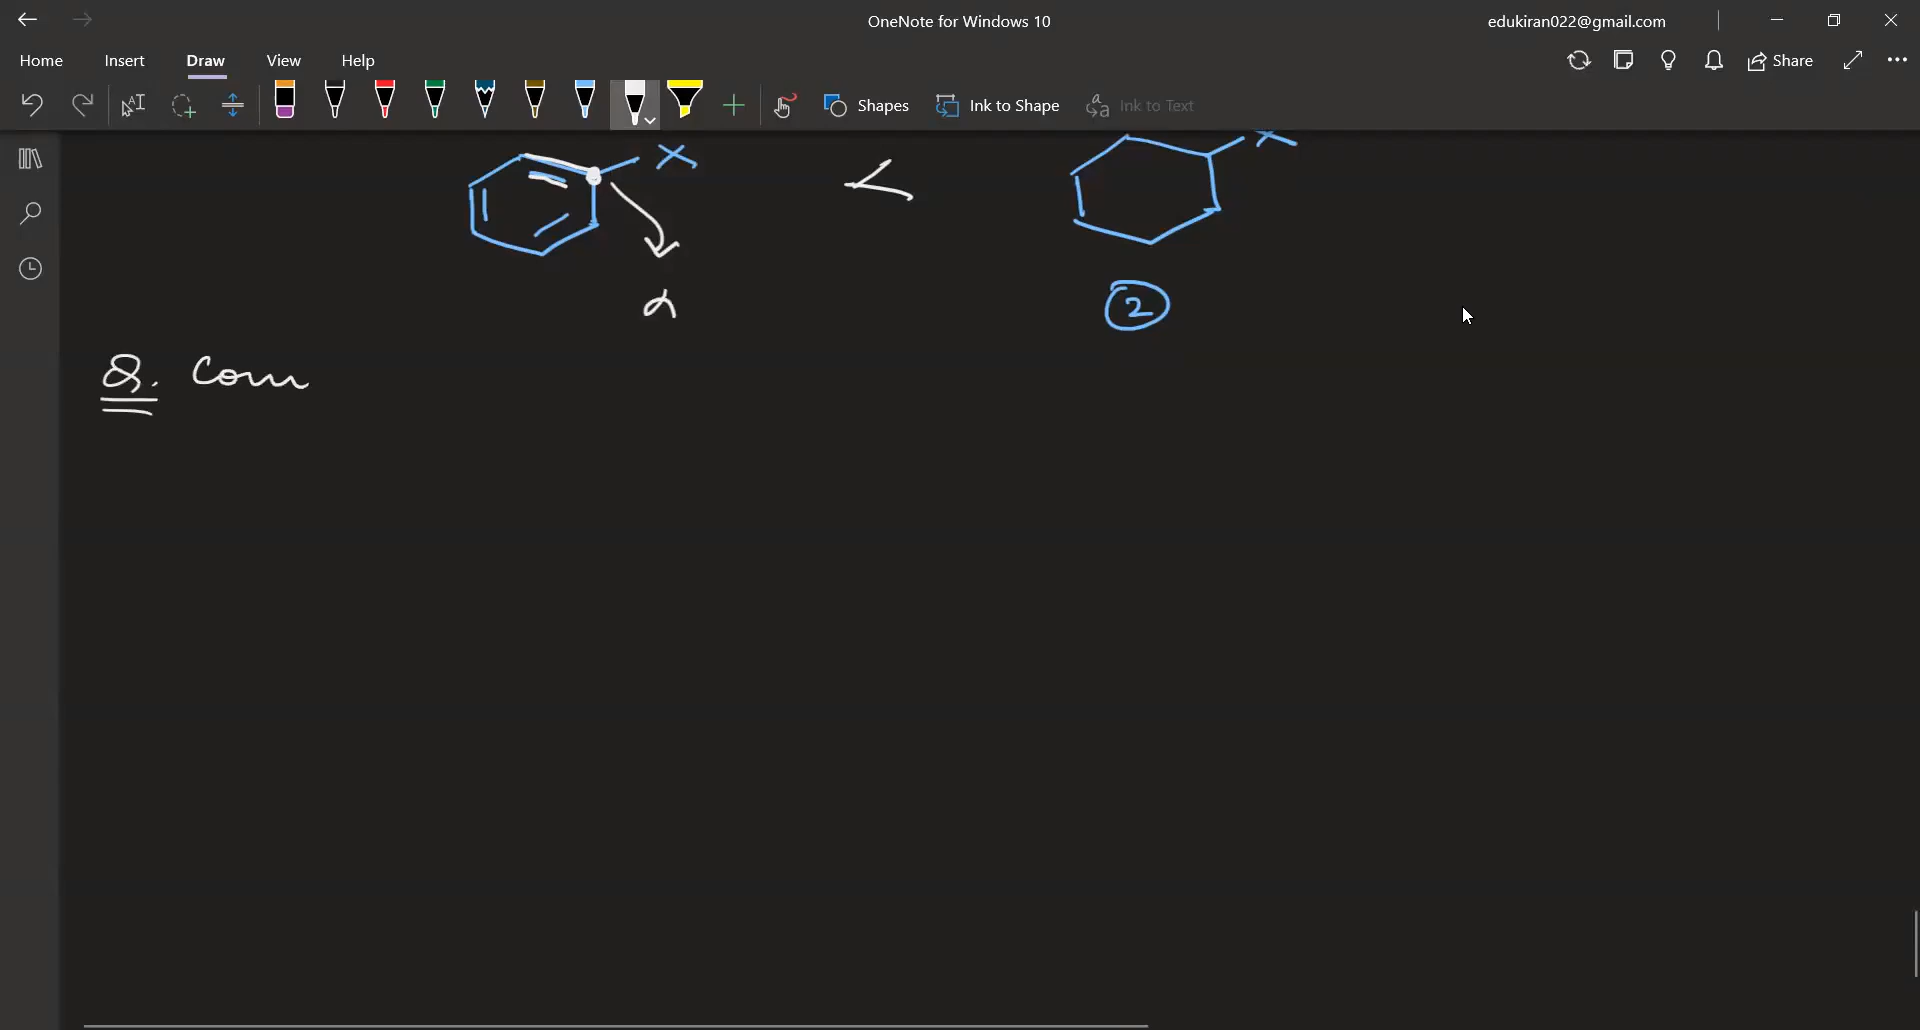 OneNote for Windows 10
edukiran022@gmail.com
Home Insert Draw View Help
Share
Shapes Ink to Shape Ink to Text
X < X
α
2
Q. Com